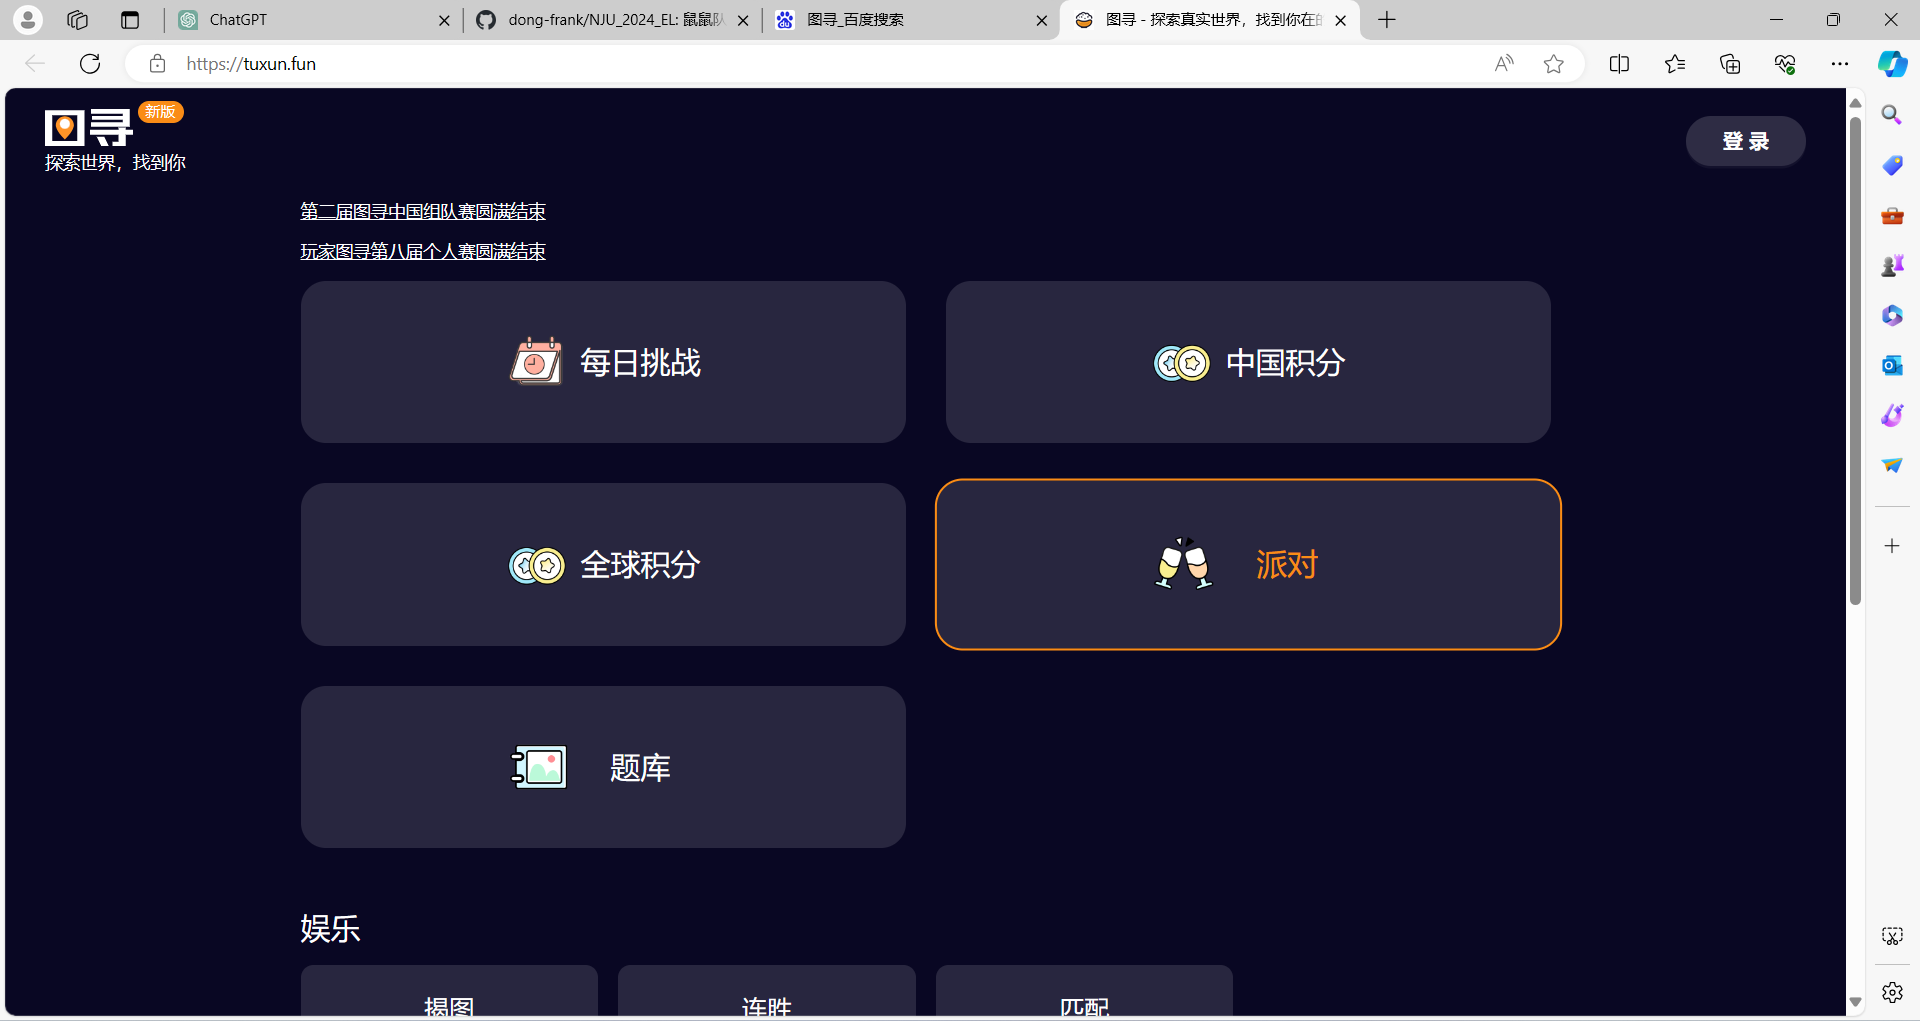 ChatGPT
dong-frank/NJU_2024_EL: 鼠鼠队
图寻_百度搜索
图寻 - 探索真实世界，找到你在的
https://tuxun.fun
寻
新版
探索世界，找到你
登 录
第二届图寻中国组队赛圆满结束
玩家图寻第八届个人赛圆满结束
每日挑战
中国积分
全球积分
派对
题库
娱乐
揭图
连胜
匹配